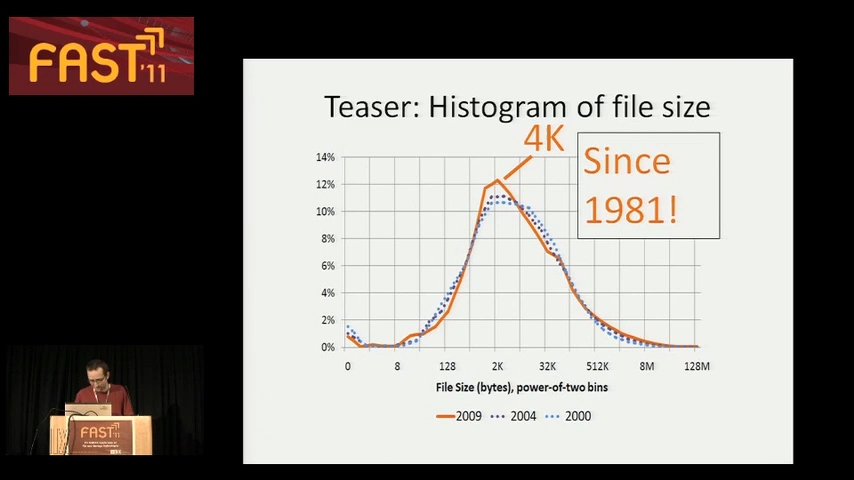 FAST
'11
Teaser: Histogram of file size
4K
Since
1981!
14%
12%
10%
8%
6%
4%
2%
0%
0 8 128 2K 32K 512K 8M 128M
File Size (bytes), power-of-two bins
2009 2004 2000
FAST'11